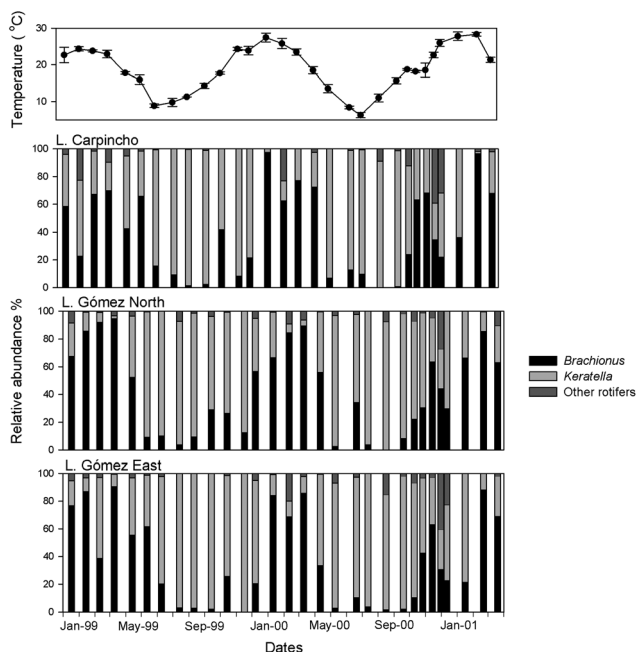 Temperature (°C)
30
20
10
L. Carpincho
100
80
60
40
20
0
L. Gómez North
Relative abundance %
100
80
60
40
20
0
Brachionus
Keratella
Other rotifers
L. Gómez East
100
80
60
40
20
0
Jan-99 May-99 Sep-99 Jan-00 May-00 Sep-00 Jan-01
Dates